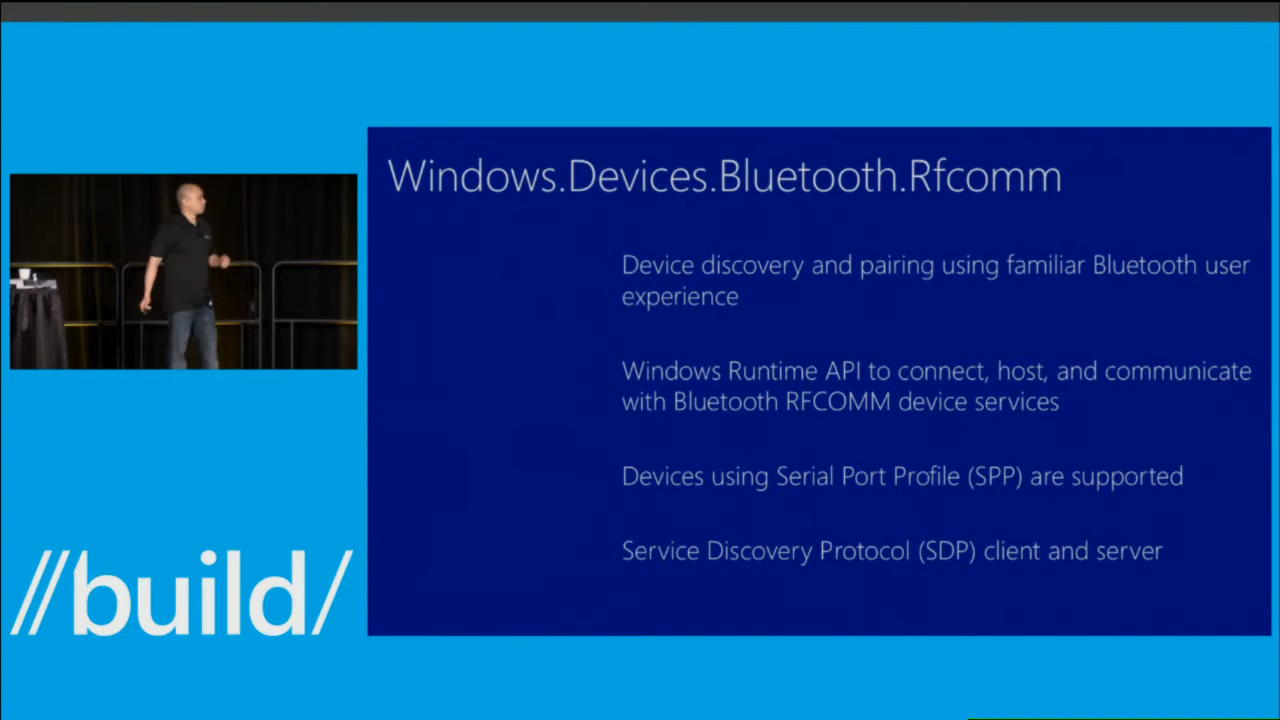 Windows.Devices.Bluetooth.Rfcomm
Device discovery and pairing using familiar Bluetooth user
experience
Windows Runtime API to connect, host, and communicate
with Bluetooth RFCOMM device services
Devices using Serial Port Profile (SPP) are supported
Service Discovery Protocol (SDP) client and server
//build/